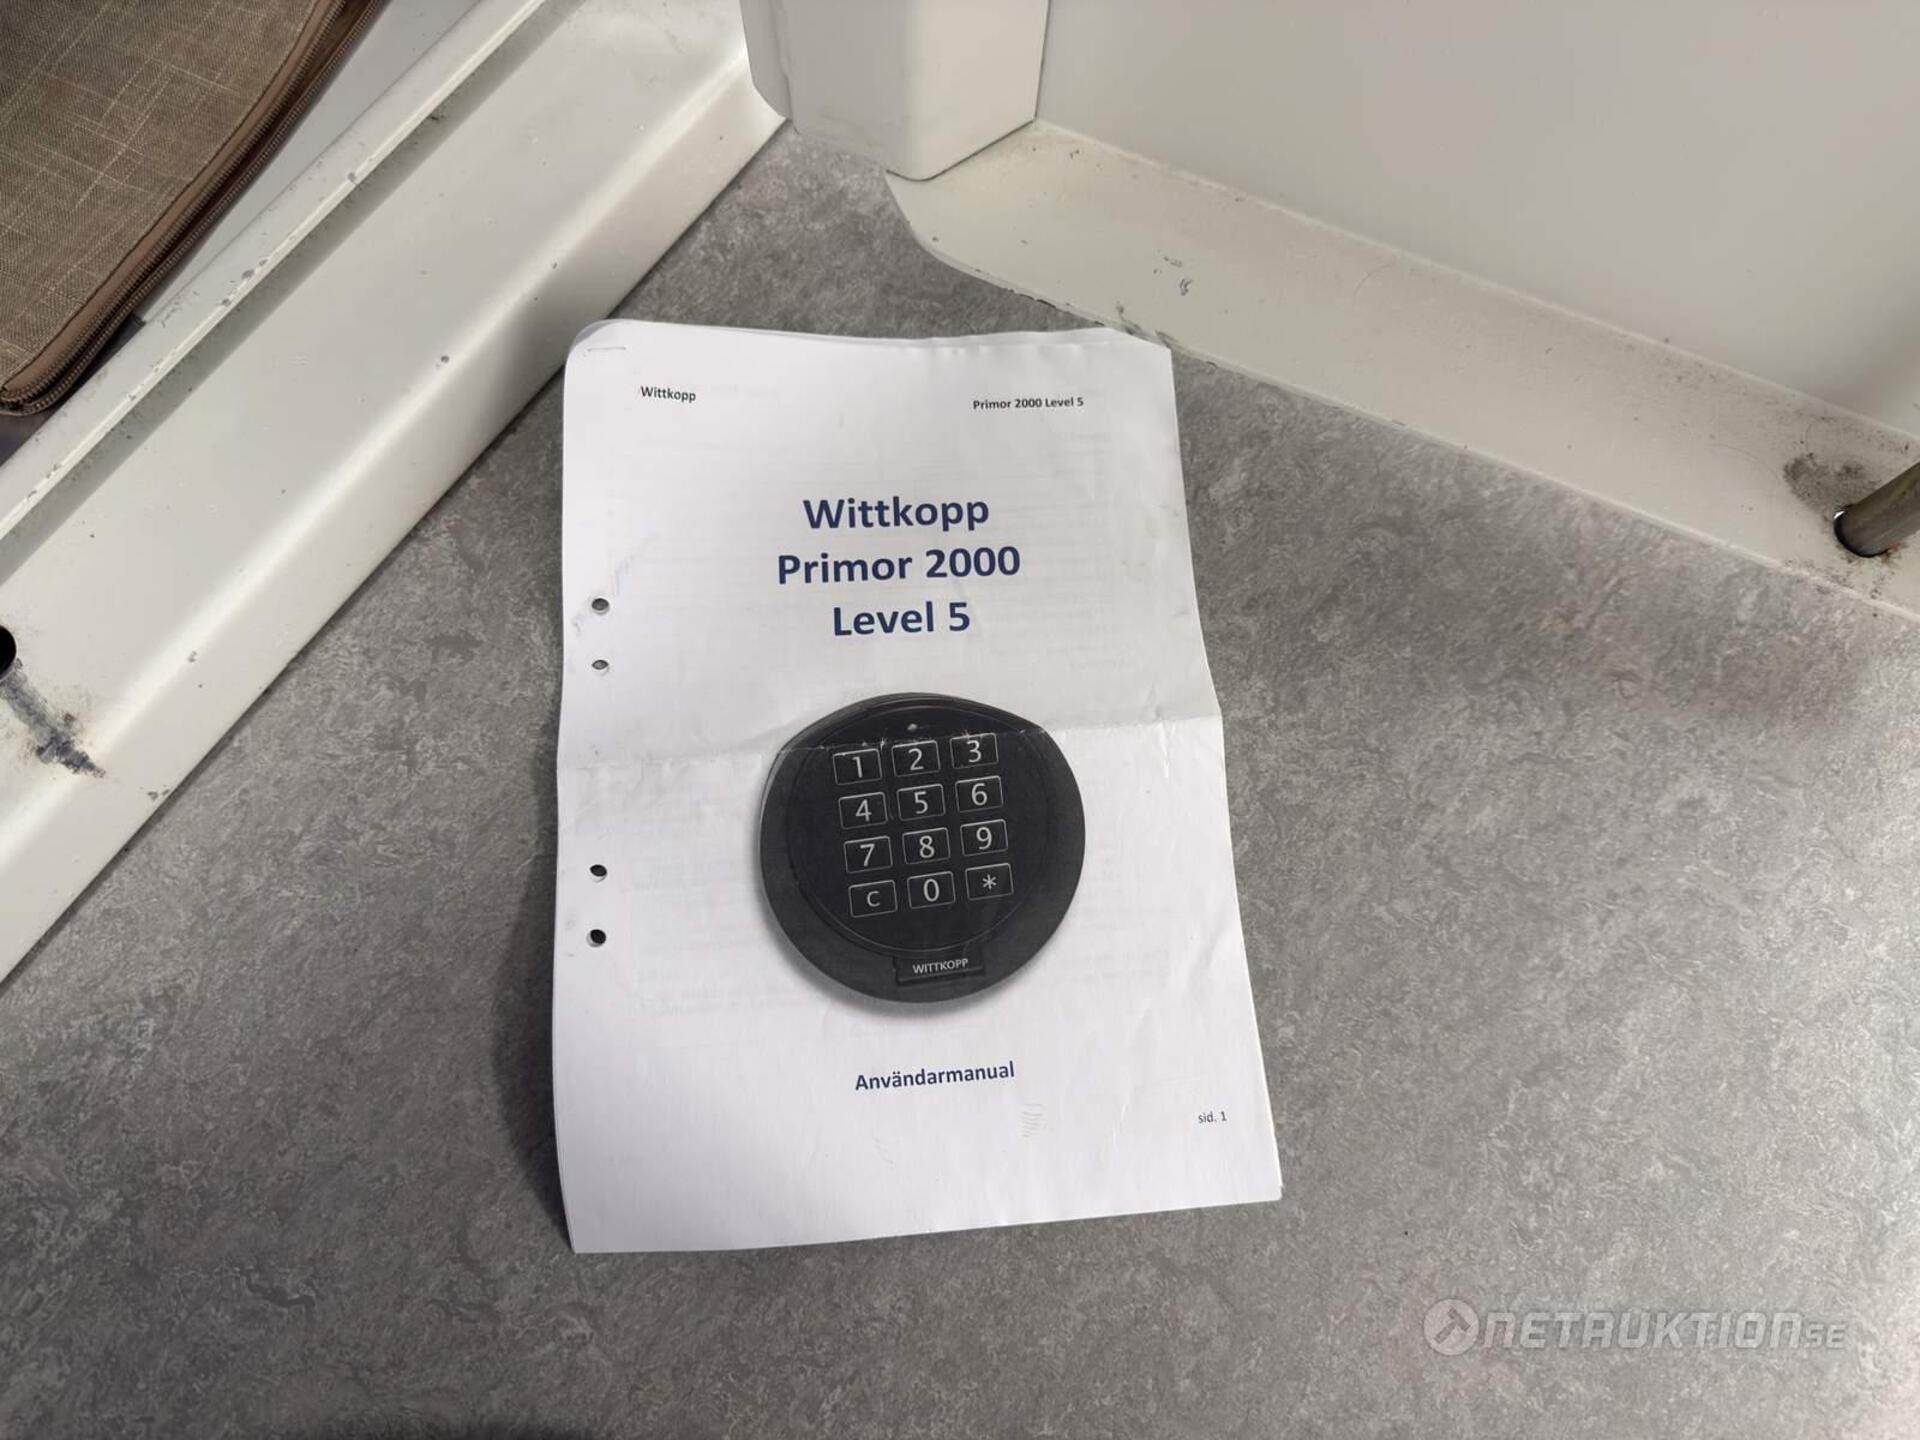 Wittkopp
Primor 2000 Level 5
Wittkopp
Primor 2000
Level 5
1 2 3
4 5 6
7 8 9
C 0 *
WITTKOPP
Användarmanual
sid. 1
NETAUKTION.SE